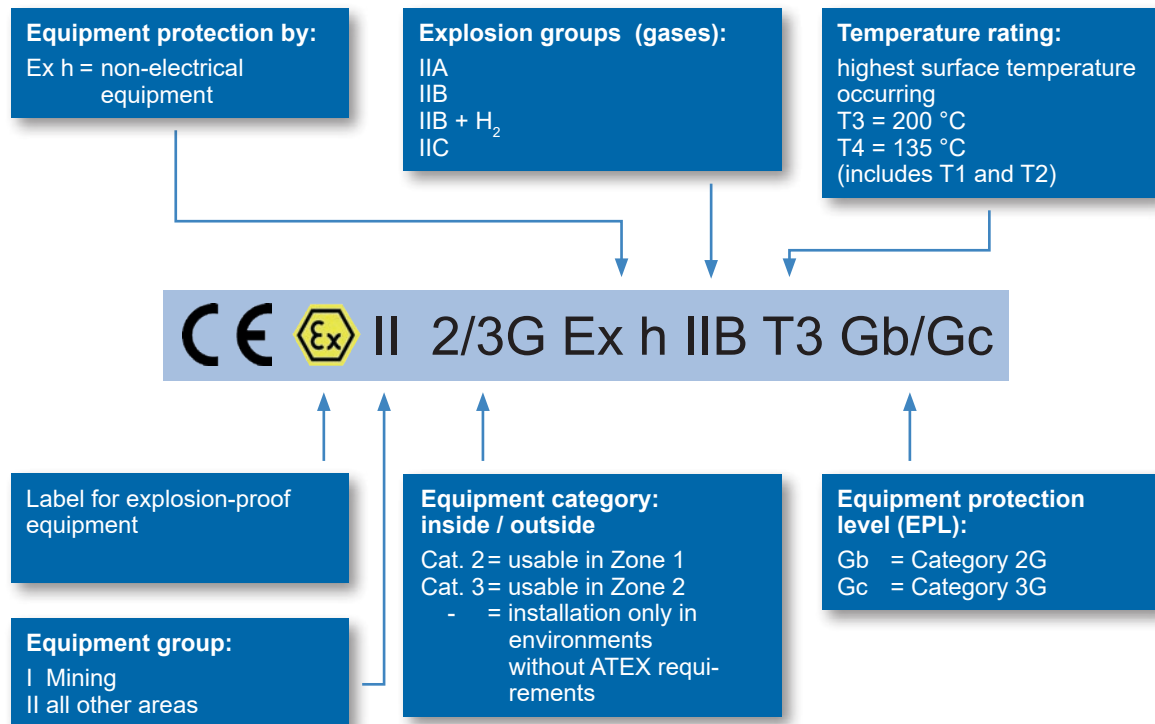 Equipment protection by:
Ex h = non-electrical
equipment
Explosion groups (gases):
IIA
IIB
IIB + H₂
IIC
Temperature rating:
highest surface temperature
occurring
T3 = 200 °C
T4 = 135 °C
(includes T1 and T2)
CE Ex II 2/3G Ex h IIB T3 Gb/Gc
Label for explosion-proof
equipment
Equipment group:
I Mining
II all other areas
Equipment category:
inside / outside
Cat. 2 = usable in Zone 1
Cat. 3 = usable in Zone 2
- = installation only in
environments
without ATEX requi-
rements
Equipment protection
level (EPL):
Gb = Category 2G
Gc = Category 3G